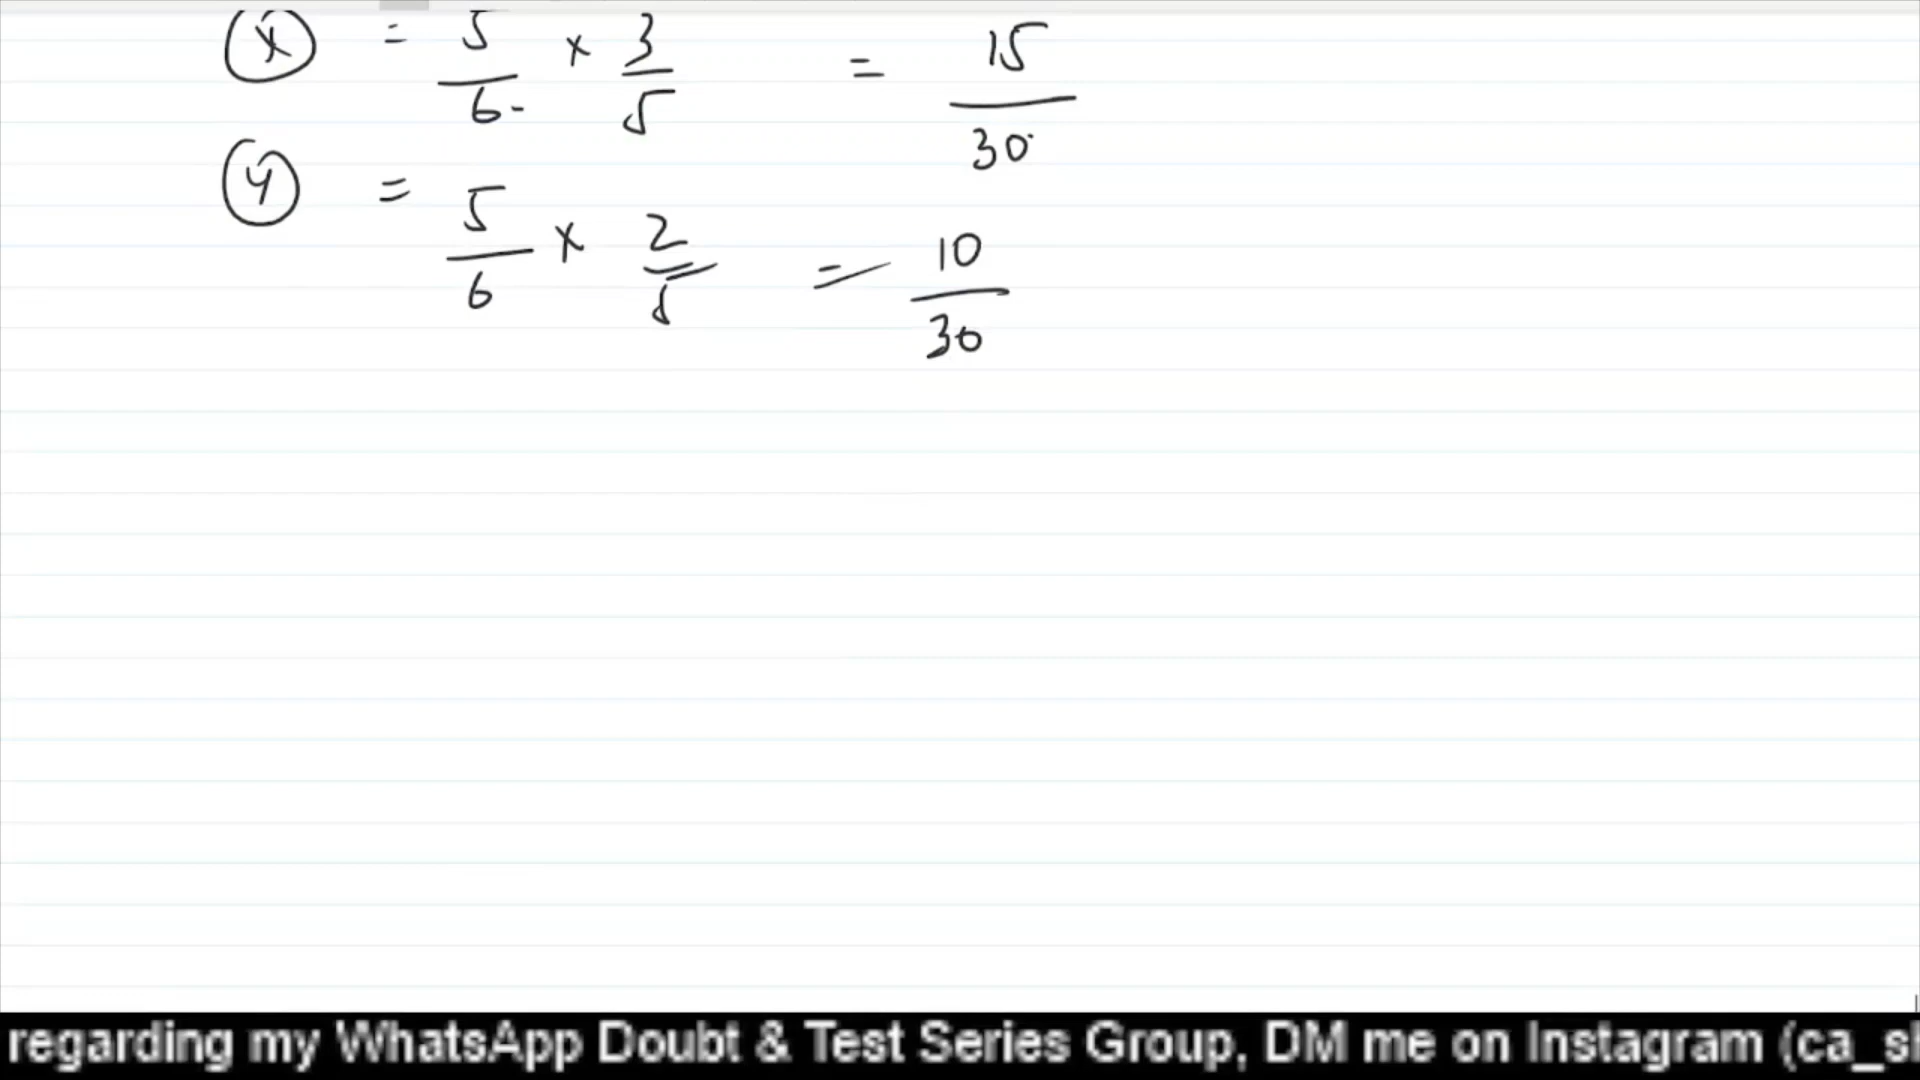 X = 5/6 × 3/5 = 15/30
Y = 5/6 × 2/5 = 10/30
regarding my WhatsApp Doubt & Test Series Group, DM me on Instagram (ca_s